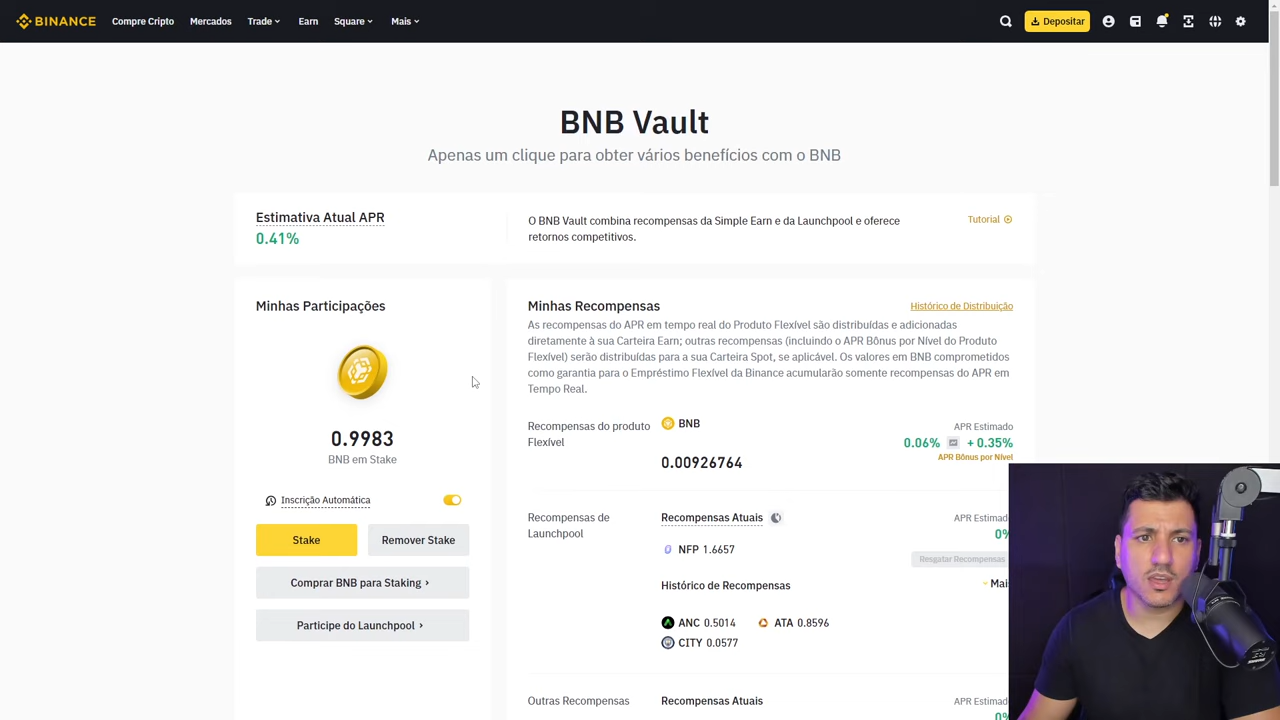 BINANCE Compre Cripto Mercados Trade Earn Square Mais Depositar
BNB Vault
Apenas um clique para obter vários benefícios com o BNB
Estimativa Atual APR
0.41%
O BNB Vault combina recompensas da Simple Earn e da Launchpool e oferece
retornos competitivos.
Tutorial
Minhas Participações
0.9983
BNB em Stake
Inscrição Automática
Stake Remover Stake
Comprar BNB para Staking ›
Participe do Launchpool ›
Minhas Recompensas
Histórico de Distribuição
As recompensas do APR em tempo real do Produto Flexível são distribuídas e adicionadas
diretamente à sua Carteira Earn; outras recompensas (incluindo o APR Bônus por Nível do Produto
Flexível) serão distribuídas para a sua Carteira Spot, se aplicável. Os valores em BNB comprometidos
como garantia para o Empréstimo Flexível da Binance acumularão somente recompensas do APR em
Tempo Real.
Recompensas do produto
Flexível
BNB
0.00926764
APR Estimado
0.06% + 0.35%
APR Bônus por Nível
Recompensas de
Launchpool
Recompensas Atuais
NFP 1.6657
APR Estimad
0%
Resgatar Recompensas
Histórico de Recompensas
Mai
ANC 0.5014 ATA 0.8596
CITY 0.0577
Outras Recompensas
Recompensas Atuais
APR Estimad
0%